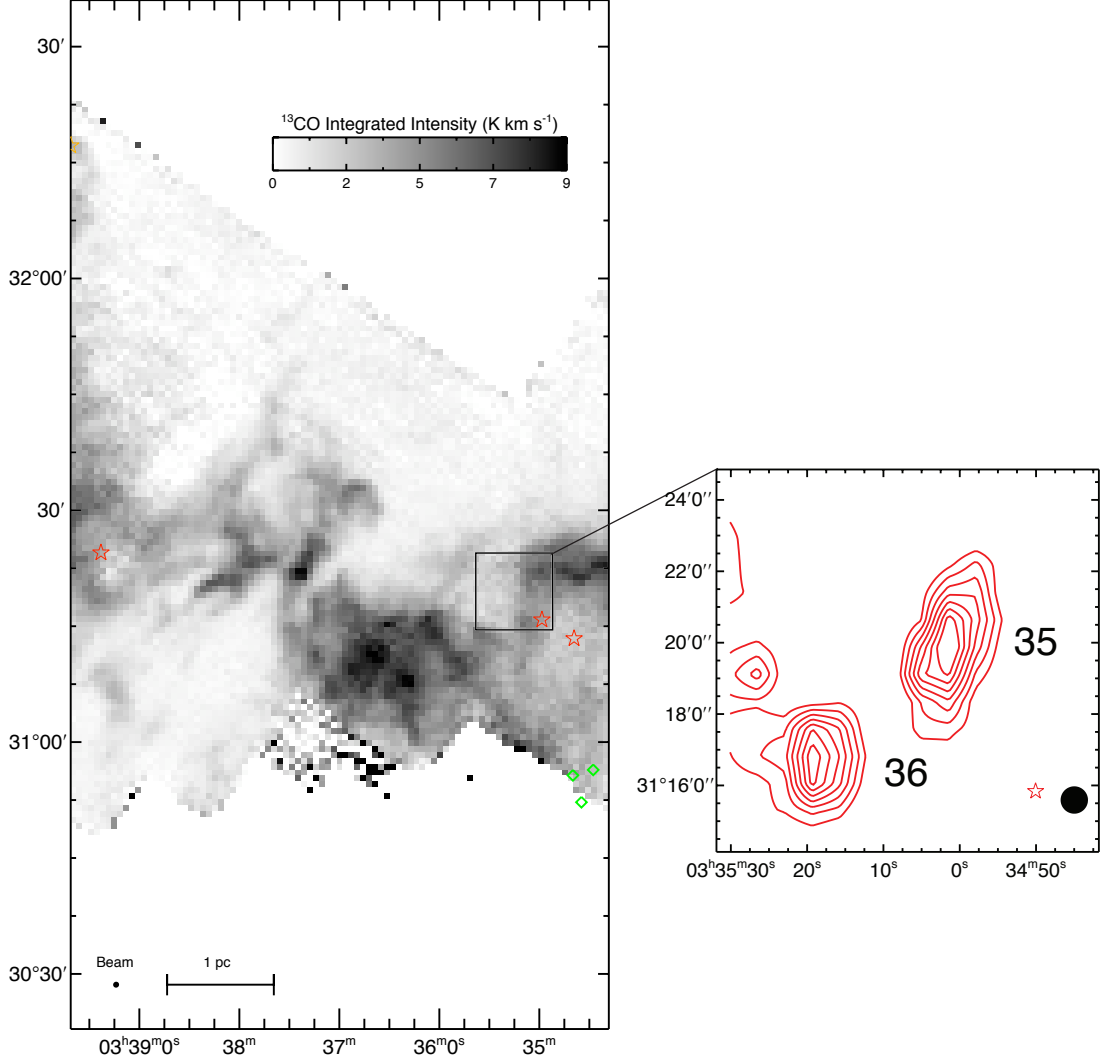 30′
¹³CO Integrated Intensity (K km s⁻¹)
0 2 5 7 9
32°00′
30′
31°00′
30°30′
Beam
1 pc
03ʰ39ᵐ0ˢ 38ᵐ 37ᵐ 36ᵐ0ˢ 35ᵐ
24′0′′
22′0′′
20′0′′
18′0′′
31°16′0′′
35
36
03ʰ35ᵐ30ˢ 20ˢ 10ˢ 0ˢ 34ᵐ50ˢ